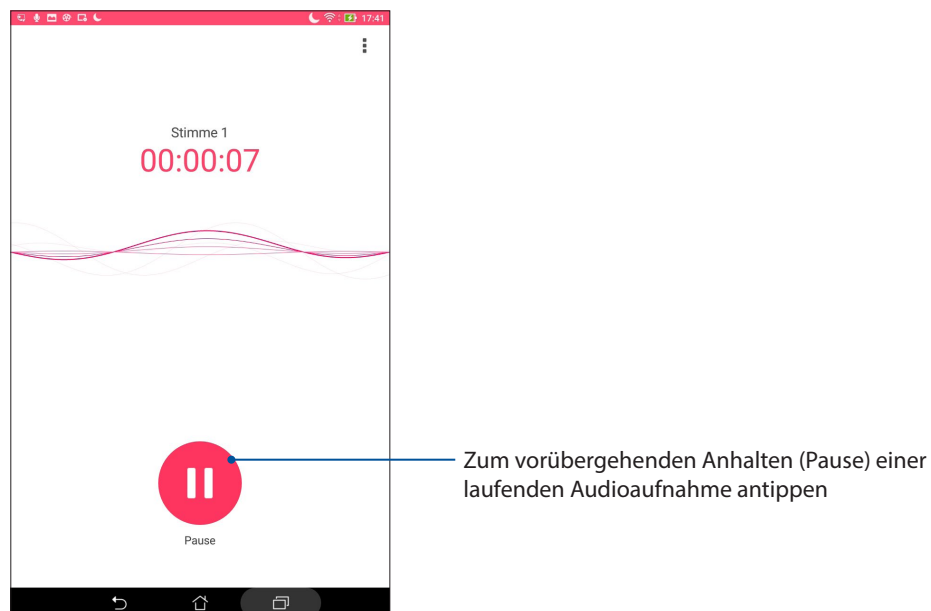 17:41
Stimme 1
00:00:07
Zum vorübergehenden Anhalten (Pause) einer
laufenden Audioaufnahme antippen
Pause